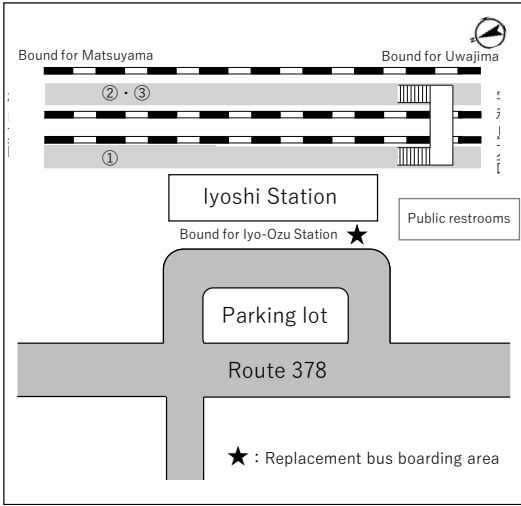 Bound for Matsuyama
Bound for Uwajima
②・③
①
Iyoshi Station
Public restrooms
Bound for Iyo-Ozu Station ★
Parking lot
Route 378
★：Replacement bus boarding area